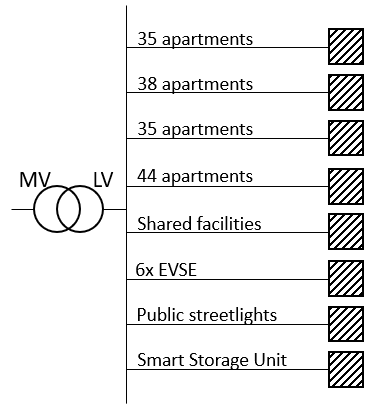 35 apartments
38 apartments
35 apartments
MV LV
44 apartments
Shared facilities
6x EVSE
Public streetlights
Smart Storage Unit